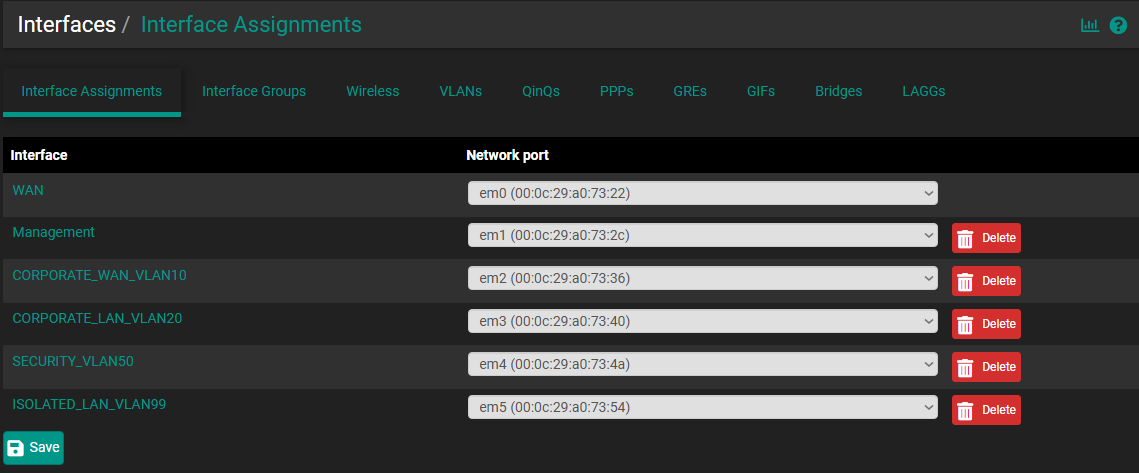 Interfaces / Interface Assignments
Interface Assignments Interface Groups Wireless VLANs QinQs PPPs GREs GIFs Bridges LAGGs
Interface Network port
WAN em0 (00:0c:29:a0:73:22)
Management em1 (00:0c:29:a0:73:2c) Delete
CORPORATE_WAN_VLAN10 em2 (00:0c:29:a0:73:36) Delete
CORPORATE_LAN_VLAN20 em3 (00:0c:29:a0:73:40) Delete
SECURITY_VLAN50 em4 (00:0c:29:a0:73:4a) Delete
ISOLATED_LAN_VLAN99 em5 (00:0c:29:a0:73:54) Delete
Save